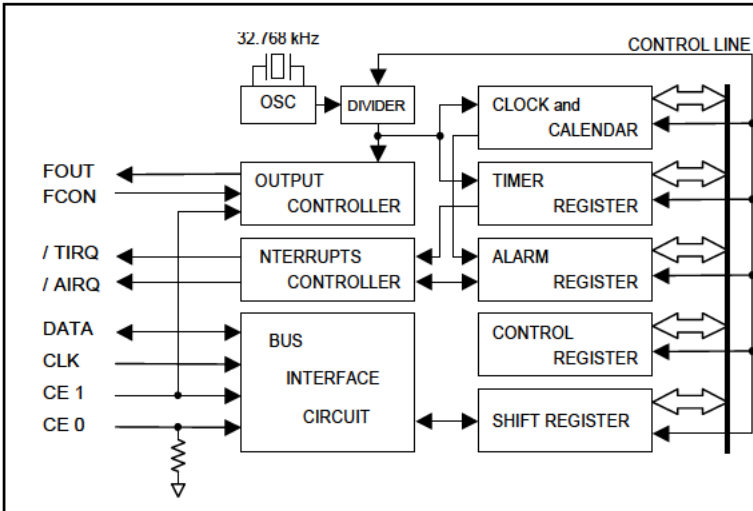 32.768 kHz
CONTROL LINE
OSC
DIVIDER
CLOCK and
CALENDAR
FOUT
FCON
OUTPUT
CONTROLLER
TIMER
REGISTER
/ TIRQ
/ AIRQ
NTERRUPTS
CONTROLLER
ALARM
REGISTER
DATA
CLK
CE 1
CE 0
BUS
INTERFACE
CIRCUIT
CONTROL
REGISTER
SHIFT REGISTER